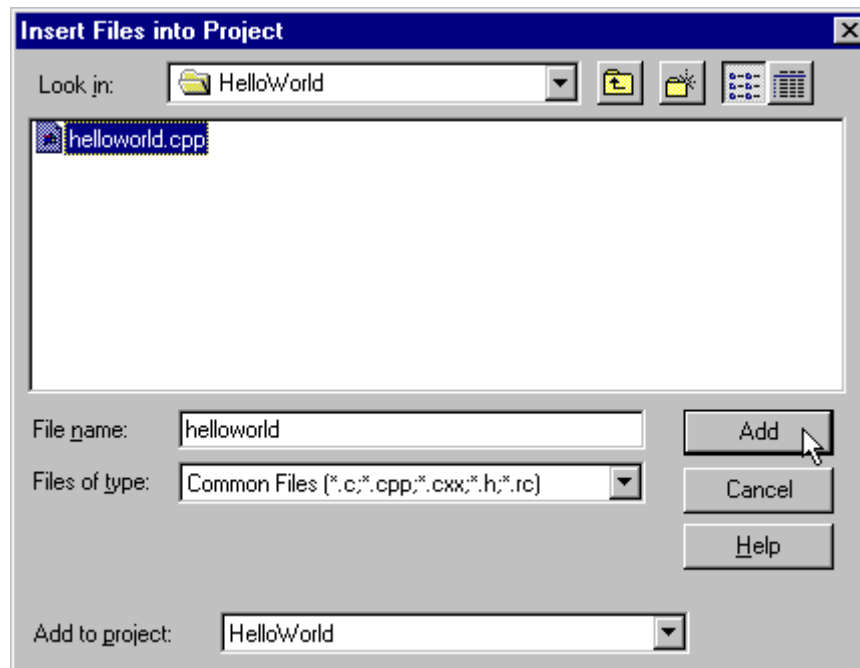 Insert Files into Project
Look in: HelloWorld
helloworld.cpp
File name: helloworld Add
Files of type: Common Files (*.c;*.cpp;*.cxx;*.h;*.rc) Cancel
Help
Add to project: HelloWorld